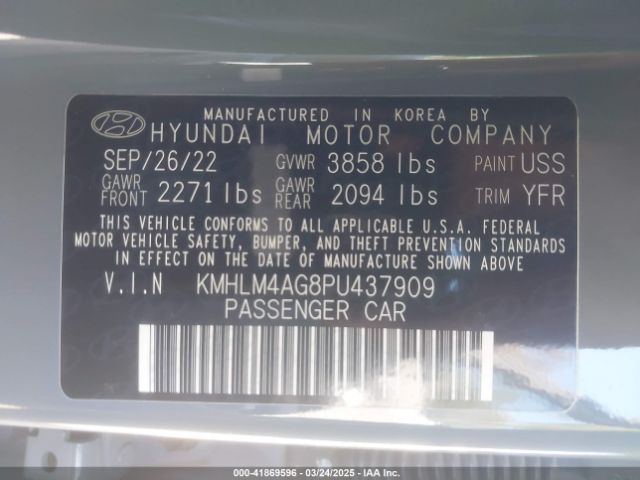 MANUFACTURED IN KOREA BY
HYUNDAI MOTOR COMPANY
SEP/26/22 GVWR 3858 lbs PAINT USS
GAWR FRONT 2271 lbs GAWR REAR 2094 lbs TRIM YFR
THIS VEHICLE CONFORMS TO ALL APPLICABLE U.S.A. FEDERAL
MOTOR VEHICLE SAFETY, BUMPER, AND THEFT PREVENTION STANDARDS
IN EFFECT ON THE DATE OF MANUFACTURE SHOWN ABOVE.
V.I.N KMHLM4AG8PU437909
PASSENGER CAR
000-41869596 - 03/24/2025 - IAA Inc.